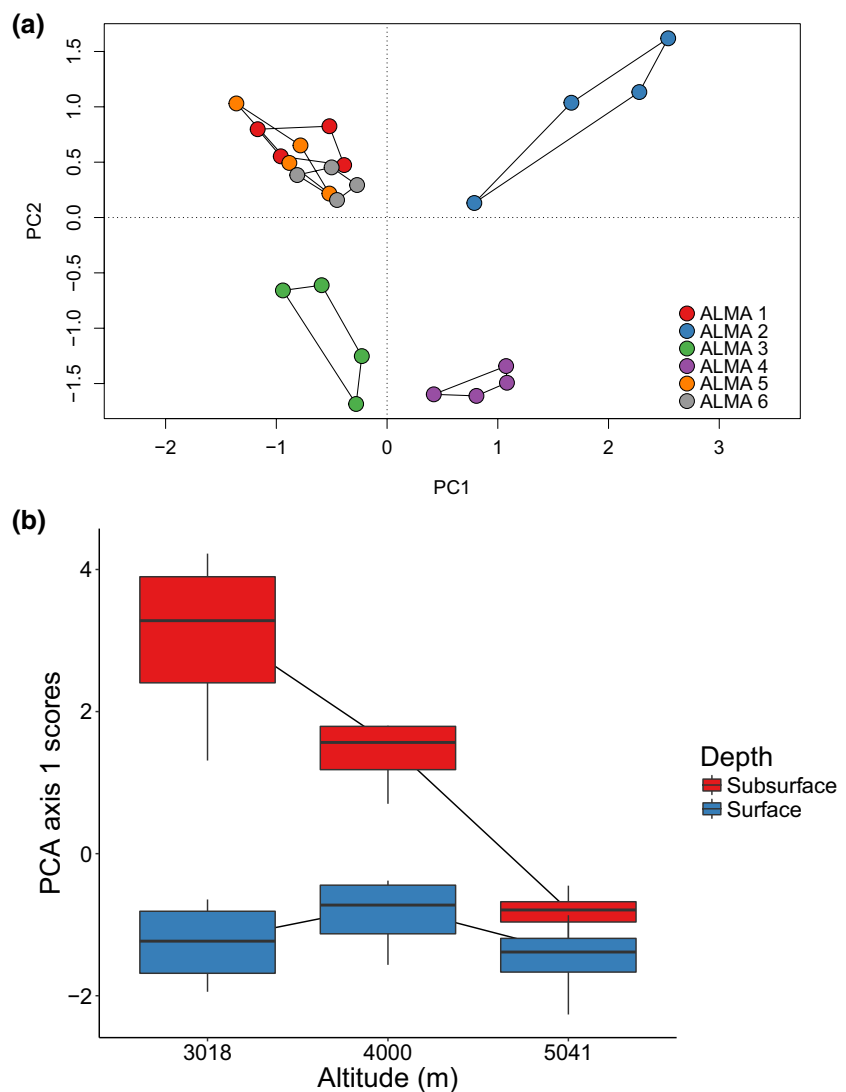 (a)
1.5
1.0
0.5
0.0
−0.5
−1.0
−1.5
PC2
ALMA 1
ALMA 2
ALMA 3
ALMA 4
ALMA 5
ALMA 6
−2
−1
0
1
2
3
PC1
(b)
4
2
0
−2
PCA axis 1 scores
Depth
Subsurface
Surface
3018
4000
5041
Altitude (m)